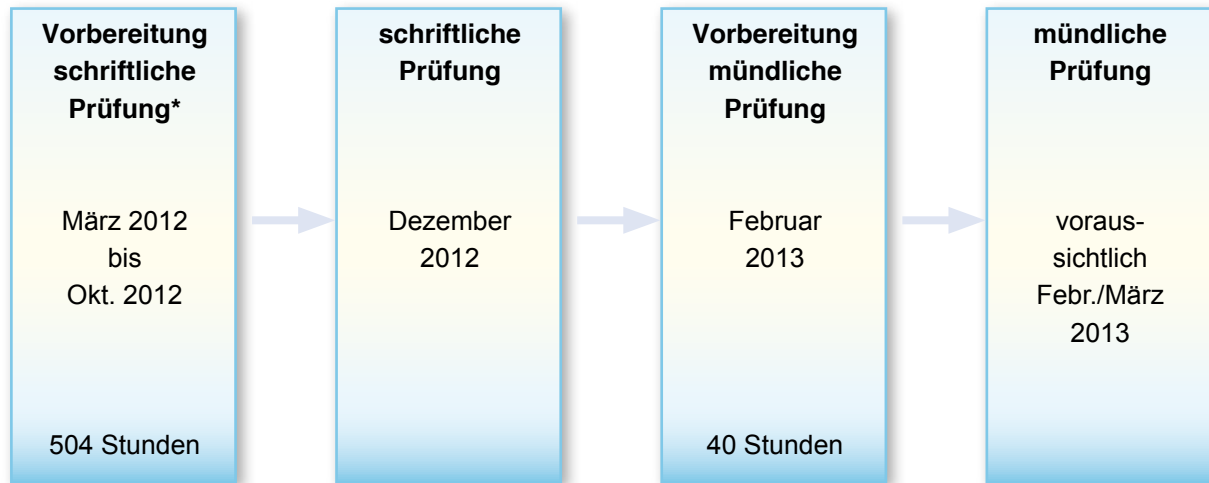 Vorbereitung
schriftliche
Prüfung*
März 2012
bis
Okt. 2012
504 Stunden
schriftliche
Prüfung
Dezember
2012
Vorbereitung
mündliche
Prüfung
Februar
2013
40 Stunden
mündliche
Prüfung
voraus-
sichtlich
Febr./März
2013